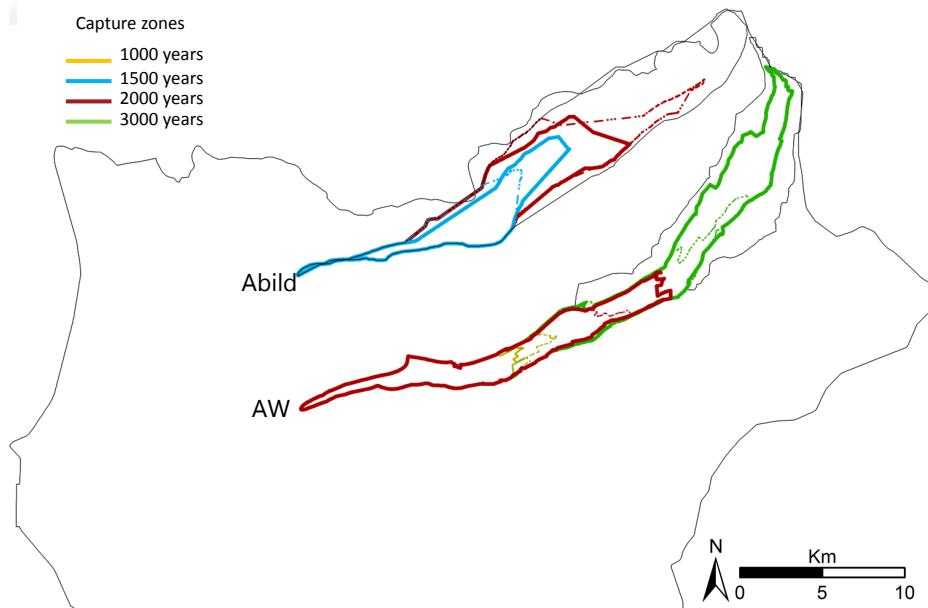 Capture zones
1000 years
1500 years
2000 years
3000 years
Abild
AW
N
Km
0 5 10